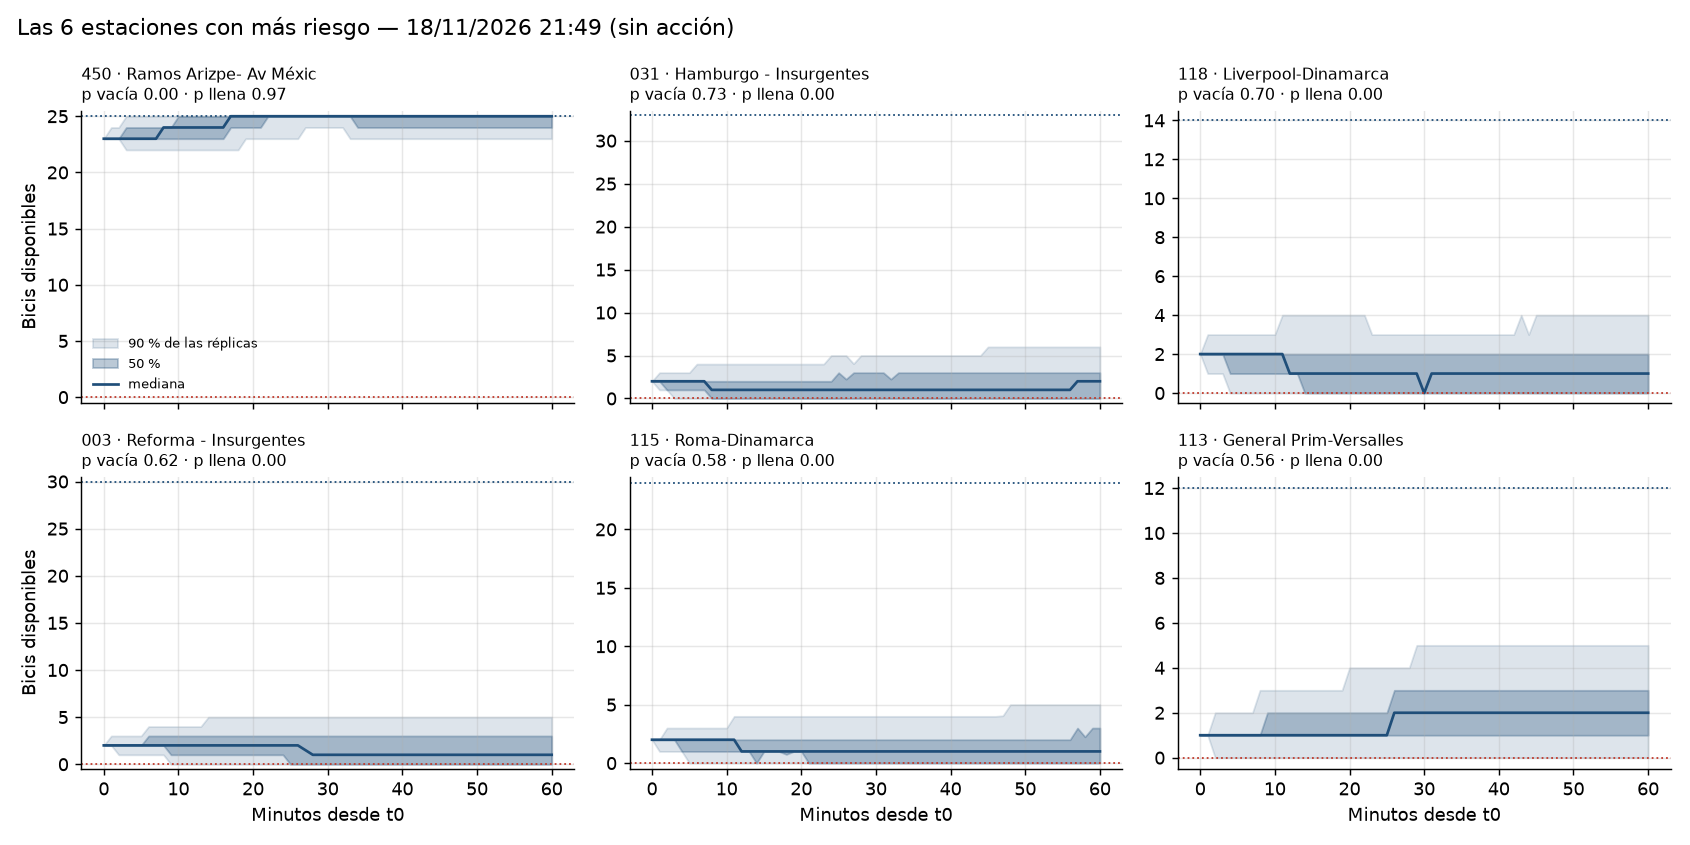 Las 6 estaciones con más riesgo — 18/11/2026 21:49 (sin acción)
450 · Ramos Arizpe- Av Méxic
p vacía 0.00 · p llena 0.97
Bicis disponibles
25
20
15
10
5
0
90 % de las réplicas
50 %
mediana
031 · Hamburgo - Insurgentes
p vacía 0.73 · p llena 0.00
30
25
20
15
10
5
0
118 · Liverpool-Dinamarca
p vacía 0.70 · p llena 0.00
14
12
10
8
6
4
2
0
003 · Reforma - Insurgentes
p vacía 0.62 · p llena 0.00
Bicis disponibles
30
25
20
15
10
5
0
0 10 20 30 40 50 60
Minutos desde t0
115 · Roma-Dinamarca
p vacía 0.58 · p llena 0.00
20
15
10
5
0
0 10 20 30 40 50 60
Minutos desde t0
113 · General Prim-Versalles
p vacía 0.56 · p llena 0.00
12
10
8
6
4
2
0
0 10 20 30 40 50 60
Minutos desde t0